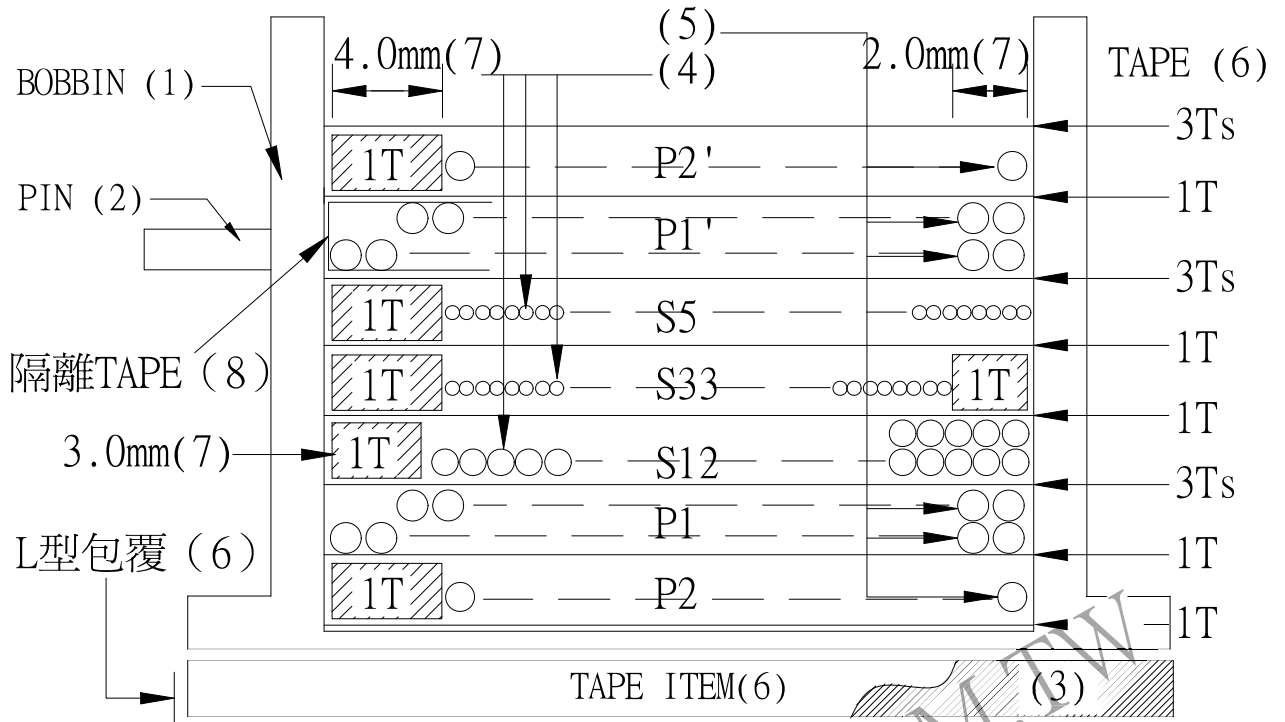 (5)
4.0mm(7)
(4)
2.0mm(7)
TAPE (6)
BOBBIN (1)
3Ts
1T
P2'
PIN (2)
1T
P1'
3Ts
1T
S5
隔離TAPE (8)
1T
1T
S33
1T
1T
3.0mm(7)
1T
S12
3Ts
P1
L型包覆 (6)
1T
1T
P2
1T
TAPE ITEM(6)
(3)
M.TW